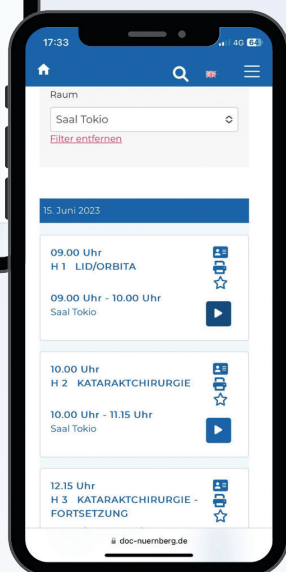 17:33
4G 64
Raum
Saal Tokio
Filter entfernen
15. Juni 2023
09.00 Uhr
H 1 LID/ORBITA
09.00 Uhr - 10.00 Uhr
Saal Tokio
10.00 Uhr
H 2 KATARAKTCHIRURGIE
10.00 Uhr - 11.15 Uhr
Saal Tokio
12.15 Uhr
H 3 KATARAKTCHIRURGIE -
FORTSETZUNG
doc-nuernberg.de